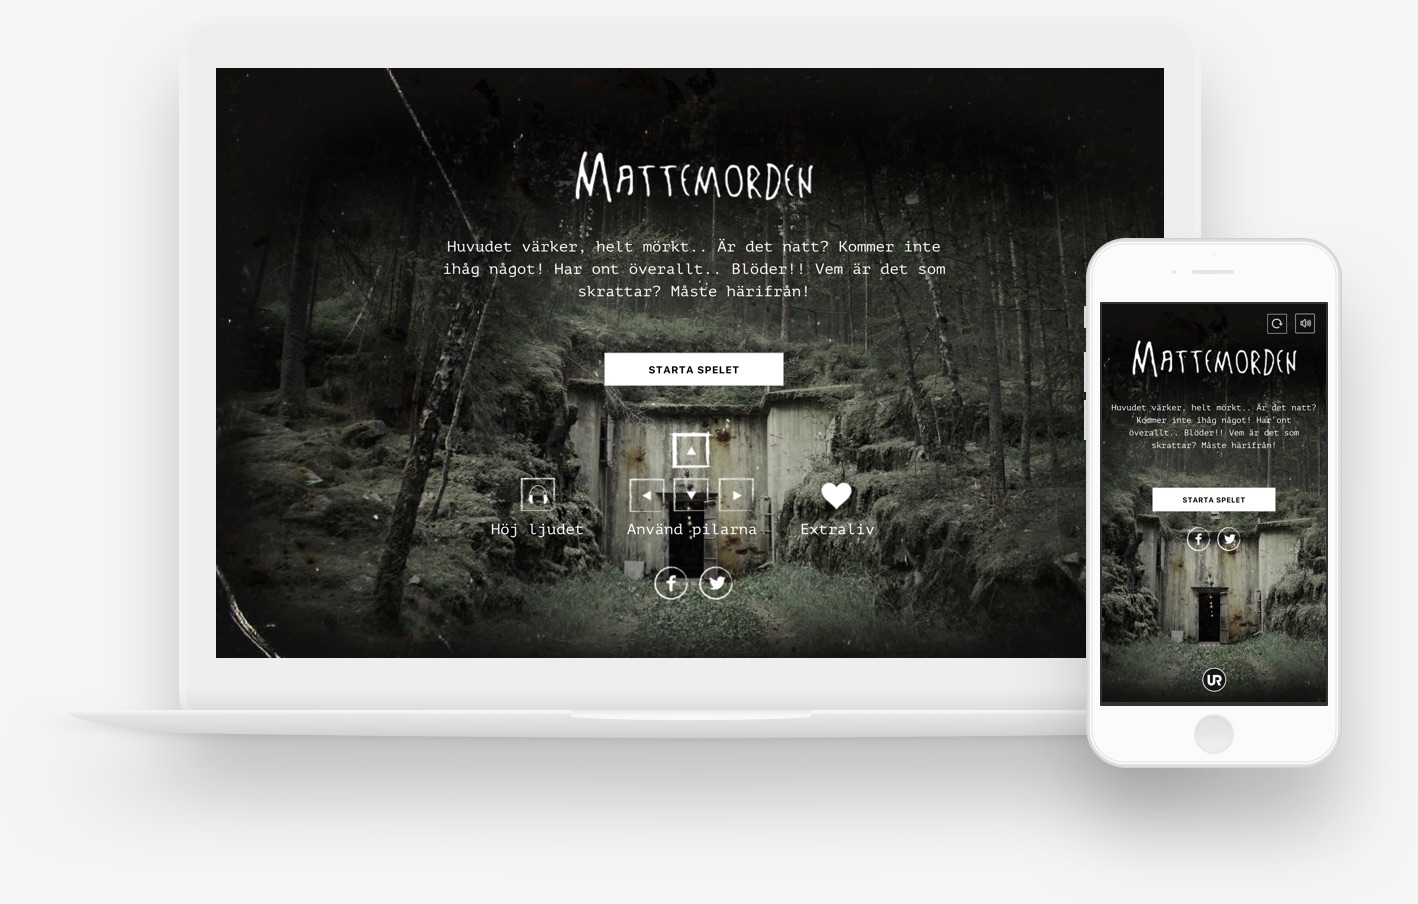 MATTEMORDEN
Huvudet värker, helt mörkt.. Är det natt? Kommer inte
ihåg något! Har ont överallt.. Blöder!! Vem är det som
skrattar? Måste härifrån!
STARTA SPELET
Höj ljudet
Använd pilarna
Extraliv
MATTEMORDEN
Huvudet värker, helt mörkt.. Är det natt?
Kommer inte ihåg något! Har ont
överallt.. Blöder!! Vem är det som
skrattar? Måste härifrån!
STARTA SPELET
UR